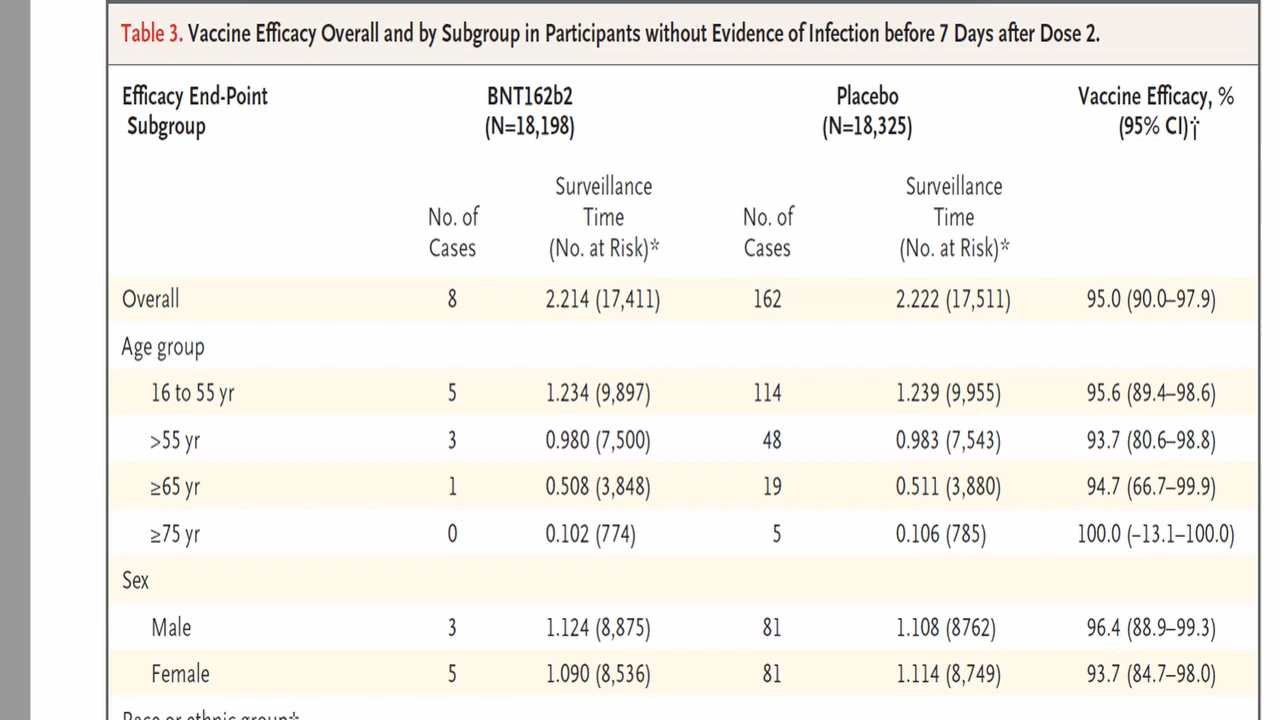 Table 3. Vaccine Efficacy Overall and by Subgroup in Participants without Evidence of Infection before 7 Days after Dose 2.
Efficacy End-Point BNT162b2 Placebo Vaccine Efficacy, %
Subgroup (N=18,198) (N=18,325) (95% CI)†
Surveillance Surveillance
No. of Time No. of Time
Cases (No. at Risk)* Cases (No. at Risk)*
Overall 8 2.214 (17,411) 162 2.222 (17,511) 95.0 (90.0–97.9)
Age group
16 to 55 yr 5 1.234 (9,897) 114 1.239 (9,955) 95.6 (89.4–98.6)
>55 yr 3 0.980 (7,500) 48 0.983 (7,543) 93.7 (80.6–98.8)
≥65 yr 1 0.508 (3,848) 19 0.511 (3,880) 94.7 (66.7–99.9)
≥75 yr 0 0.102 (774) 5 0.106 (785) 100.0 (–13.1–100.0)
Sex
Male 3 1.124 (8,875) 81 1.108 (8762) 96.4 (88.9–99.3)
Female 5 1.090 (8,536) 81 1.114 (8,749) 93.7 (84.7–98.0)
Race or ethnic group‡